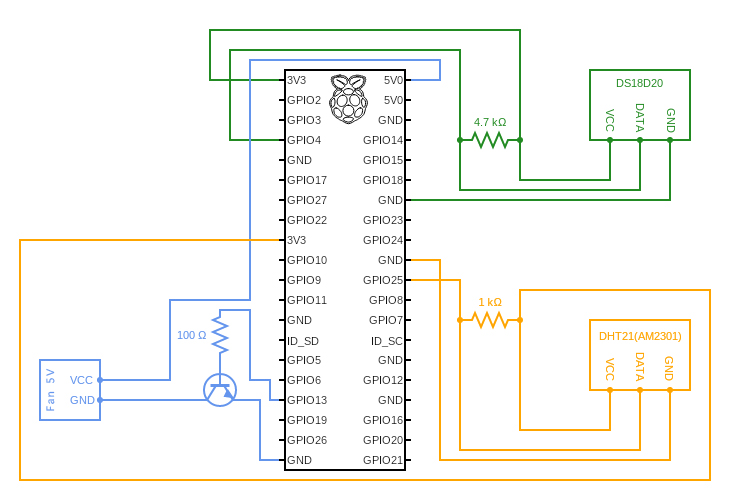 3V3 5V0
GPIO2 5V0
GPIO3 GND
GPIO4 GPIO14
GND GPIO15
GPIO17 GPIO18
GPIO27 GND
GPIO22 GPIO23
3V3 GPIO24
GPIO10 GND
GPIO9 GPIO25
GPIO11 GPIO8
GND GPIO7
ID_SD ID_SC
GPIO5 GND
GPIO6 GPIO12
GPIO13 GND
GPIO19 GPIO16
GPIO26 GPIO20
GND GPIO21
4.7 kΩ
DS18D20
VCC
DATA
GND
1 kΩ
DHT21(AM2301)
VCC
DATA
GND
100 Ω
Fan 5V
VCC
GND